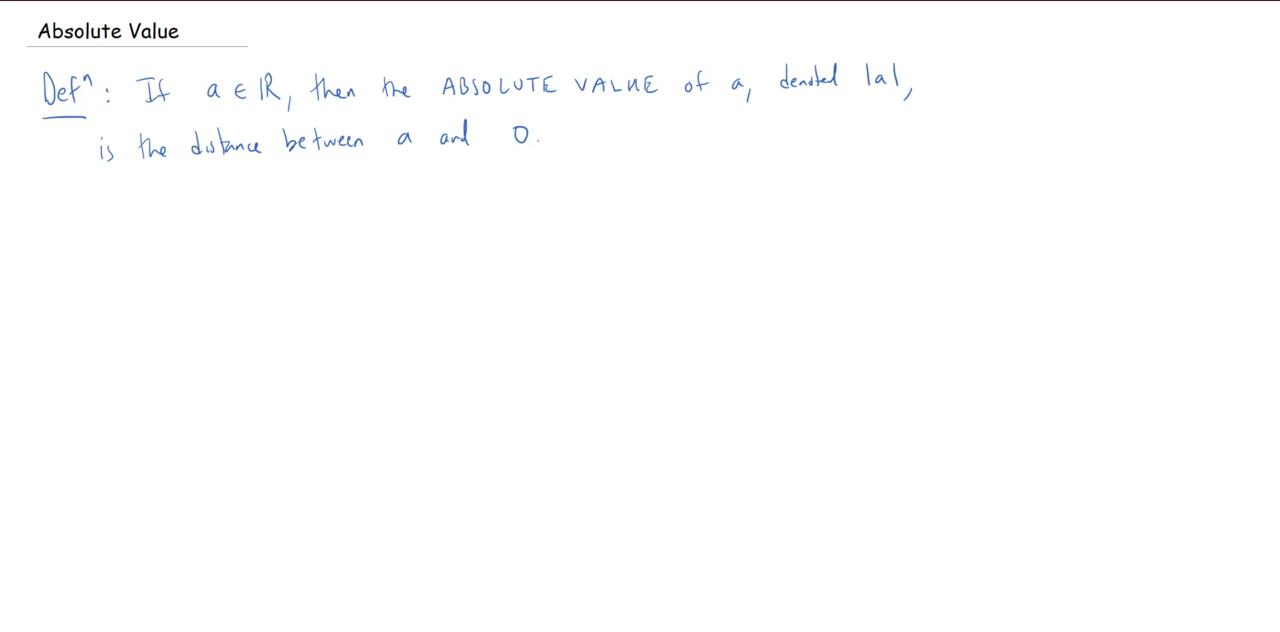 Absolute Value
Defⁿ: If a ∈ ℝ, then the ABSOLUTE VALUE of a, denoted |a|,
is the distance between a and 0.